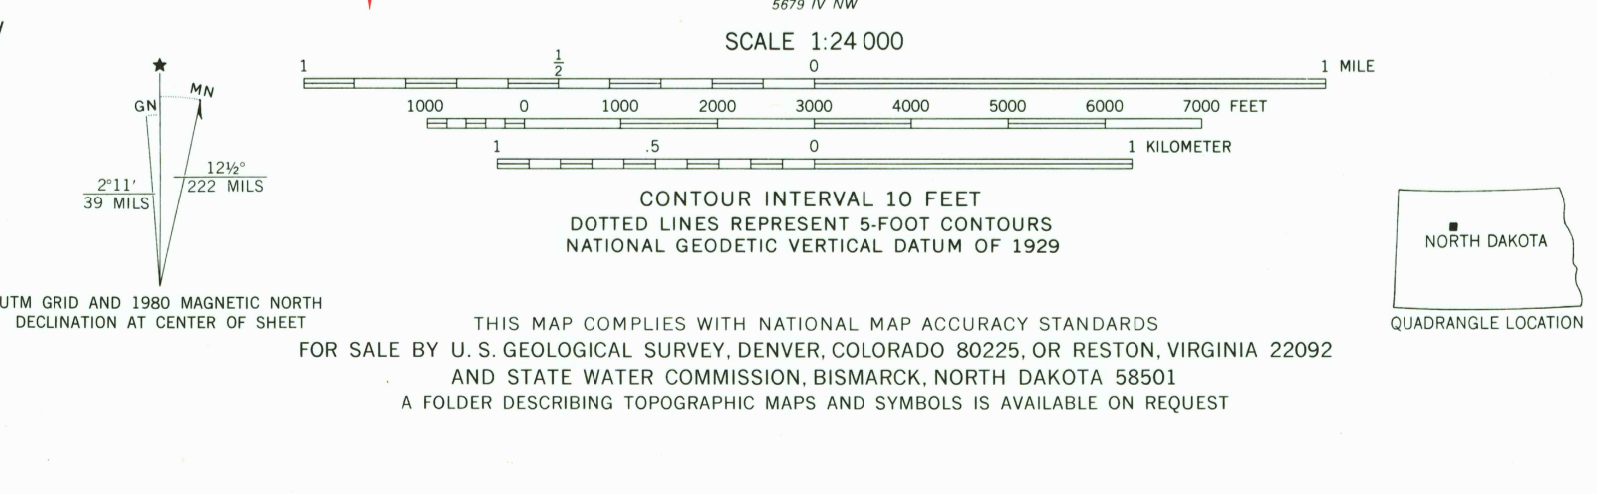 5679 IV NW
SCALE 1:24 000
1 ½ 0 1 MILE
1000 0 1000 2000 3000 4000 5000 6000 7000 FEET
1 .5 0 1 KILOMETER
CONTOUR INTERVAL 10 FEET
DOTTED LINES REPRESENT 5-FOOT CONTOURS
NATIONAL GEODETIC VERTICAL DATUM OF 1929
★
GN
MN
2°11′
39 MILS
12½°
222 MILS
UTM GRID AND 1980 MAGNETIC NORTH
DECLINATION AT CENTER OF SHEET
NORTH DAKOTA
QUADRANGLE LOCATION
THIS MAP COMPLIES WITH NATIONAL MAP ACCURACY STANDARDS
FOR SALE BY U. S. GEOLOGICAL SURVEY, DENVER, COLORADO 80225, OR RESTON, VIRGINIA 22092
AND STATE WATER COMMISSION, BISMARCK, NORTH DAKOTA 58501
A FOLDER DESCRIBING TOPOGRAPHIC MAPS AND SYMBOLS IS AVAILABLE ON REQUEST